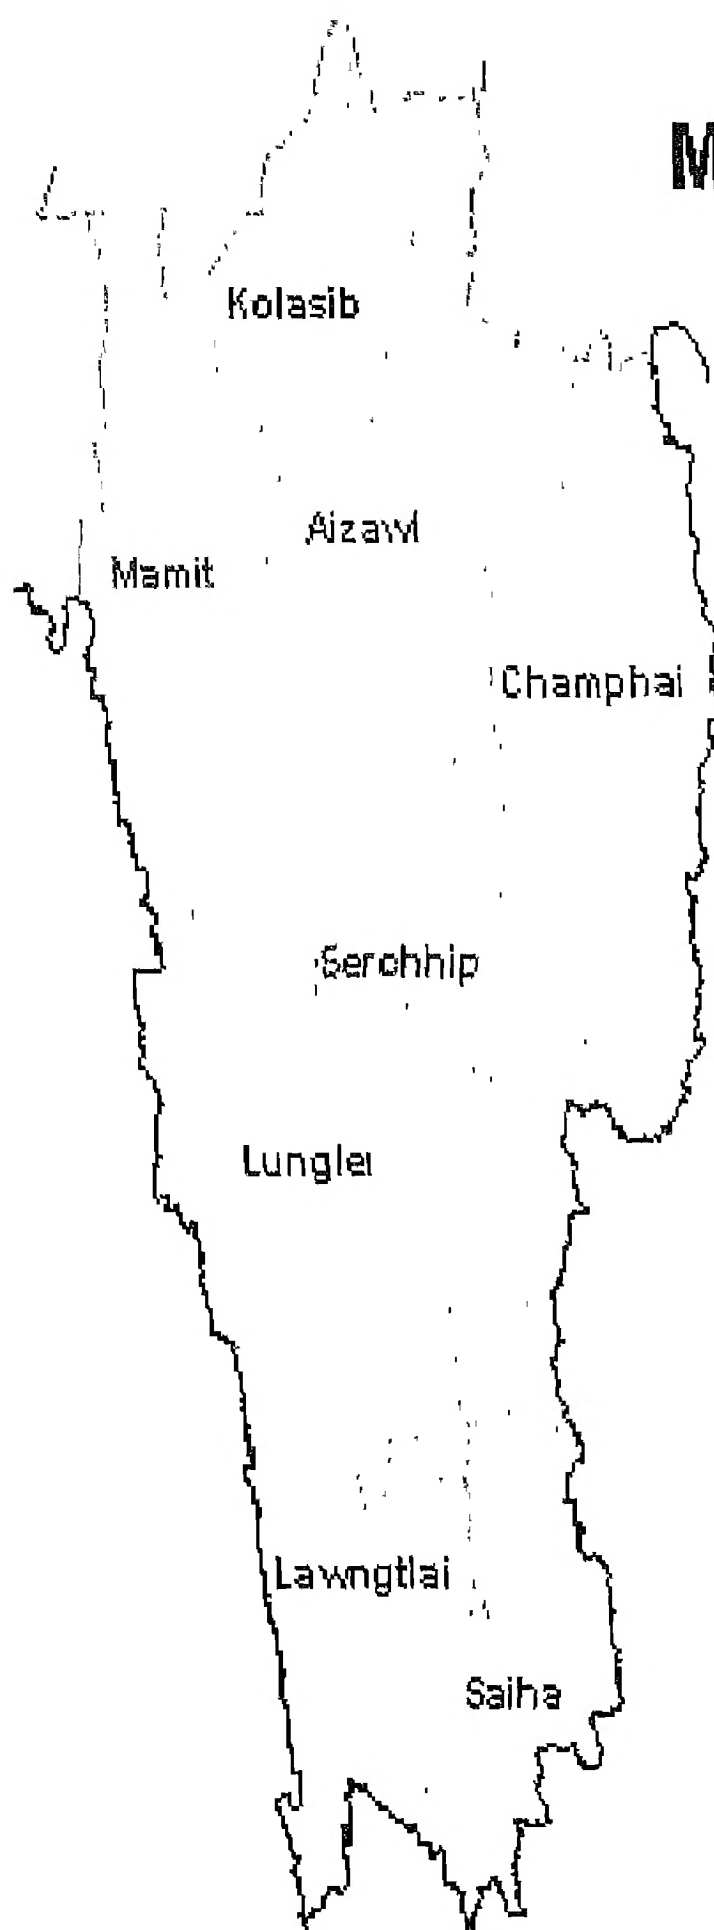 M
Kolasib
Aizawl
Mamit
Champhai
Serchhip
Lunglei
Lawngtlai
Saiha